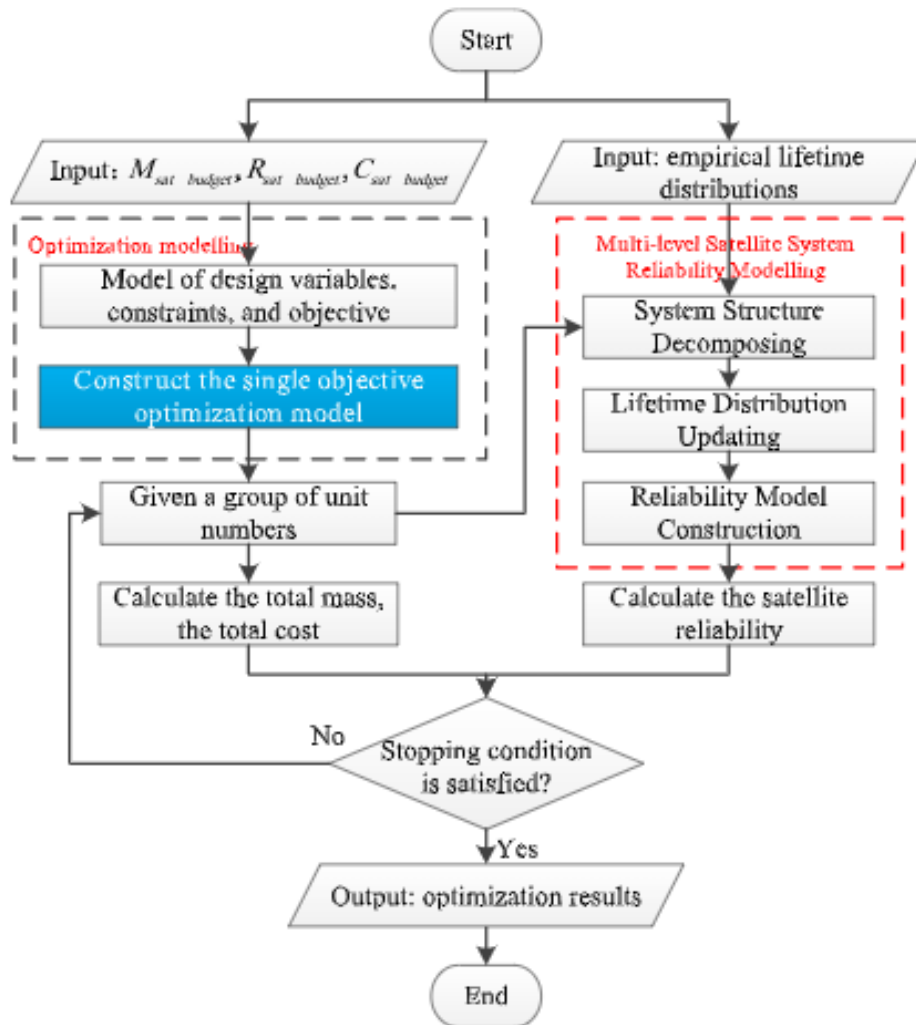 Start
Input: M_sat budget, R_sat budget, C_sat budget
Input: empirical lifetime
distributions
Optimization modelling
Model of design variables.
constraints, and objective
Construct the single objective
optimization model
Multi-level Satellite System
Reliability Modelling
System Structure
Decomposing
Lifetime Distribution
Updating
Reliability Model
Construction
Given a group of unit
numbers
Calculate the total mass,
the total cost
Calculate the satellite
reliability
No
Stopping condition
is satisfied?
Yes
Output: optimization results
End